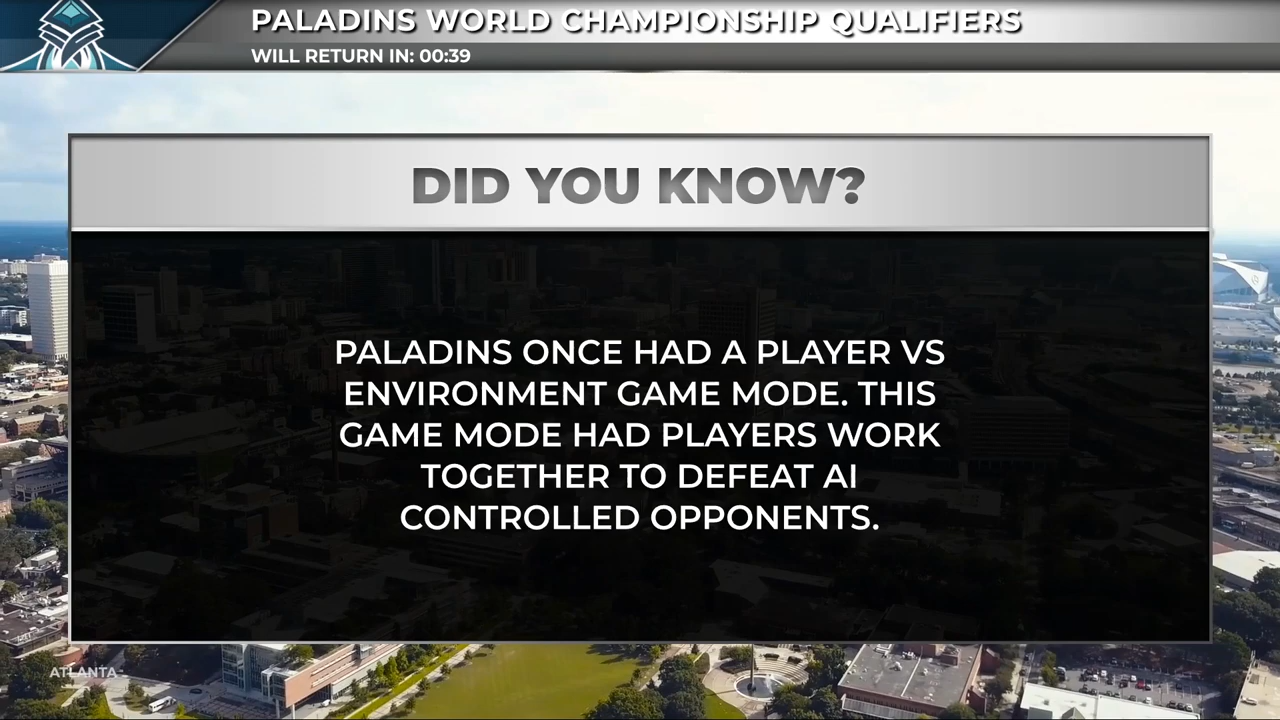 PALADINS WORLD CHAMPIONSHIP QUALIFIERS
WILL RETURN IN: 00:39
DID YOU KNOW?
PALADINS ONCE HAD A PLAYER VS
ENVIRONMENT GAME MODE. THIS
GAME MODE HAD PLAYERS WORK
TOGETHER TO DEFEAT AI
CONTROLLED OPPONENTS.
ATLANTA